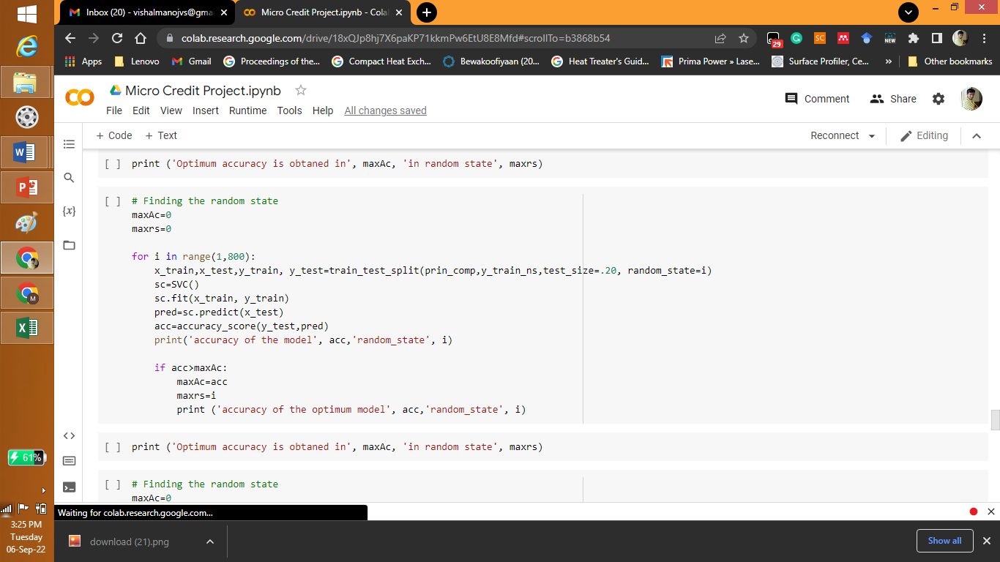 Inbox (20) - vishalmanojvs@gma
Micro Credit Project.ipynb - Cola
colab.research.google.com/drive/18xQJp8hj7X6paKP71kkmPw6EtU8E8Mfd#scrollTo=b3868b54
29
SC
NEW
Apps
Lenovo
Gmail
Proceedings of the...
Compact Heat Exch...
Bewakoofiyaan (20...
Heat Treater's Guid...
Prima Power » Lase...
Surface Profiler, Ce...
»
Other bookmarks
Micro Credit Project.ipynb
File Edit View Insert Runtime Tools Help All changes saved
Comment
Share
+ Code + Text
Reconnect
Editing
[ ] print ('Optimum accuracy is obtaned in', maxAc, 'in random state', maxrs)
[ ] # Finding the random state
maxAc=0
maxrs=0
for i in range(1,800):
x_train,x_test,y_train, y_test=train_test_split(prin_comp,y_train_ns,test_size=.20, random_state=i)
sc=SVC()
sc.fit(x_train, y_train)
pred=sc.predict(x_test)
acc=accuracy_score(y_test,pred)
print('accuracy of the model', acc,'random_state', i)
if acc>maxAc:
maxAc=acc
maxrs=i
print ('accuracy of the optimum model', acc,'random_state', i)
[ ] print ('Optimum accuracy is obtaned in', maxAc, 'in random state', maxrs)
[ ] # Finding the random state
maxAc=0
{x}
<>
Waiting for colab.research.google.com...
download (21).png
Show all
61%
3:25 PM
Tuesday
06-Sep-22